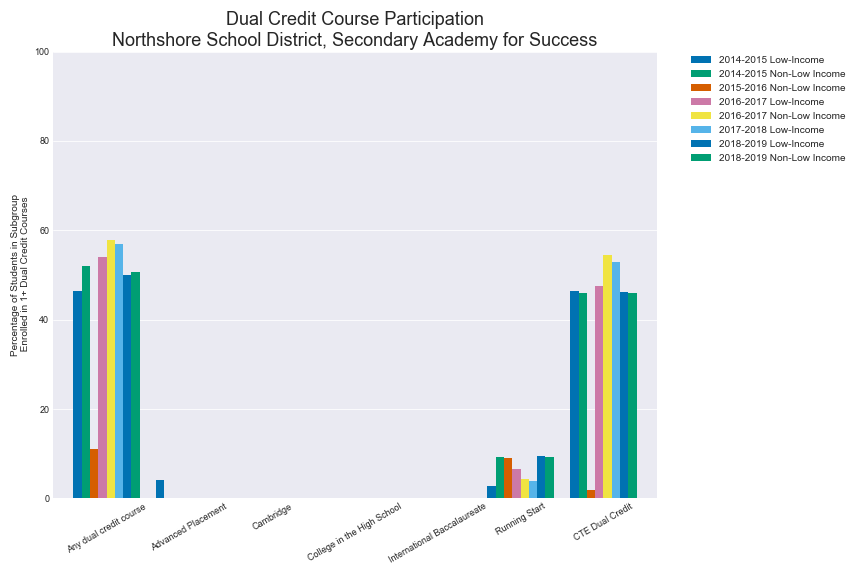 Dual Credit Course Participation
Northshore School District, Secondary Academy for Success
Percentage of Students in Subgroup
Enrolled in 1+ Dual Credit Courses
100
80
60
40
20
0
Any dual credit course
Advanced Placement
Cambridge
College in the High School
International Baccalaureate
Running Start
CTE Dual Credit
2014-2015 Low-Income
2014-2015 Non-Low Income
2015-2016 Non-Low Income
2016-2017 Low-Income
2016-2017 Non-Low Income
2017-2018 Low-Income
2018-2019 Low-Income
2018-2019 Non-Low Income